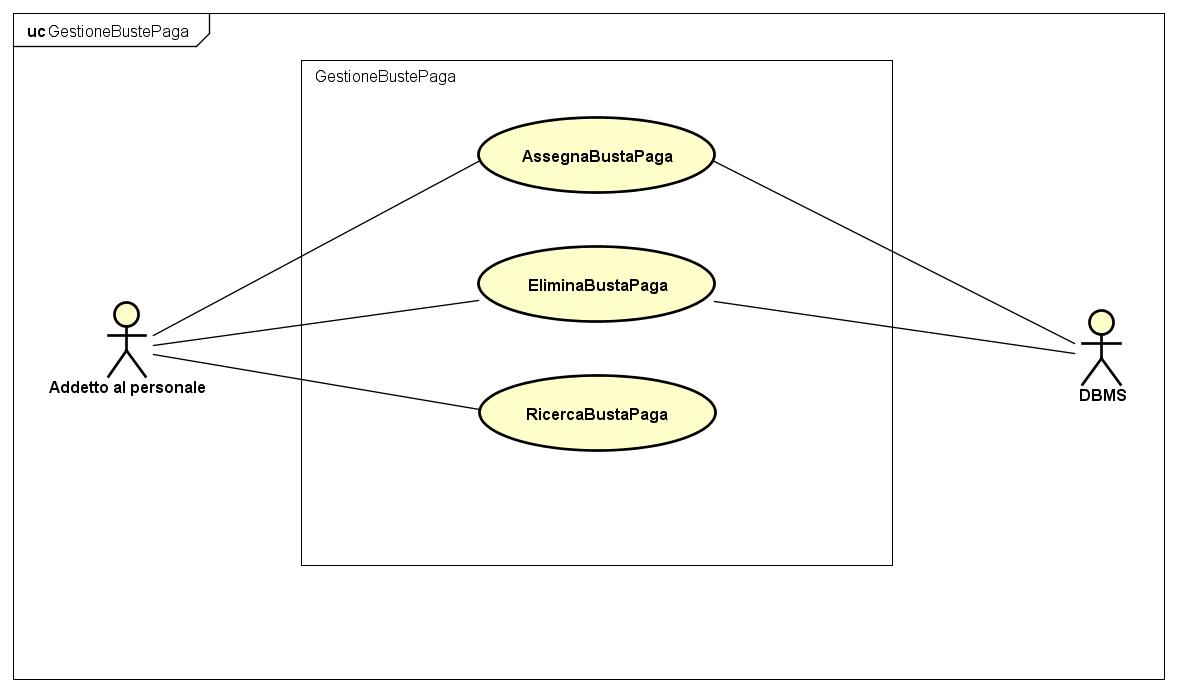 uc GestioneBustePaga
GestioneBustePaga
AssegnaBustaPaga
EliminaBustaPaga
Addetto al personale
DBMS
RicercaBustaPaga